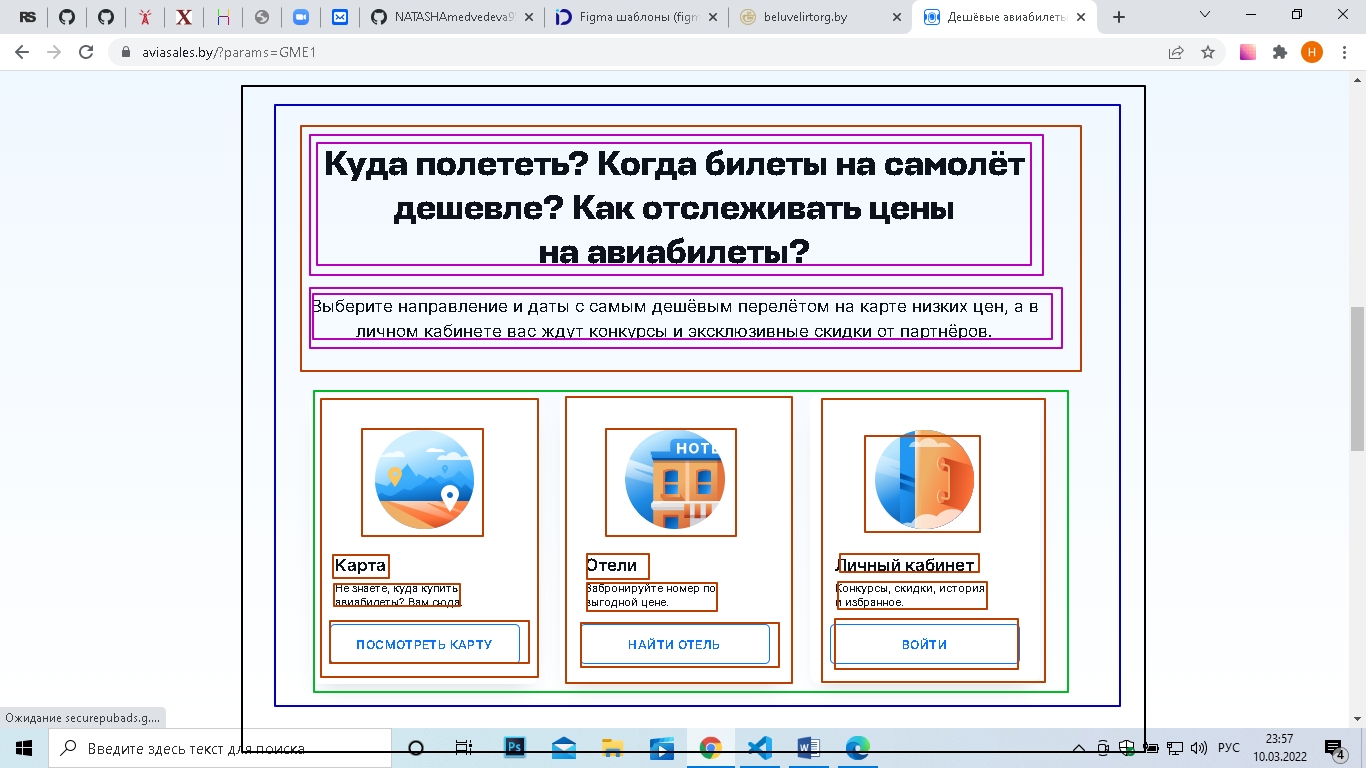 RS
NATASHAmedvedeva9
Figma шаблоны (figm
beluvelirtorg.by
Дешёвые авиабилеты
aviasales.by/?params=GME1
H
Куда полететь? Когда билеты на самолёт
дешевле? Как отслеживать цены
на авиабилеты?
Выберите направление и даты с самым дешёвым перелётом на карте низких цен, а в
личном кабинете вас ждут конкурсы и эксклюзивные скидки от партнёров.
HOTE
Карта
Отели
Личный кабинет
Не знаете, куда купить
авиабилеты? Вам сюда.
Забронируйте номер по
выгодной цене.
Конкурсы, скидки, история
и избранное.
ПОСМОТРЕТЬ КАРТУ
НАЙТИ ОТЕЛЬ
ВОЙТИ
Ожидание securepubads.g....
Введите здесь текст для поиска
Ps
РУС
23:57
10.03.2022
4